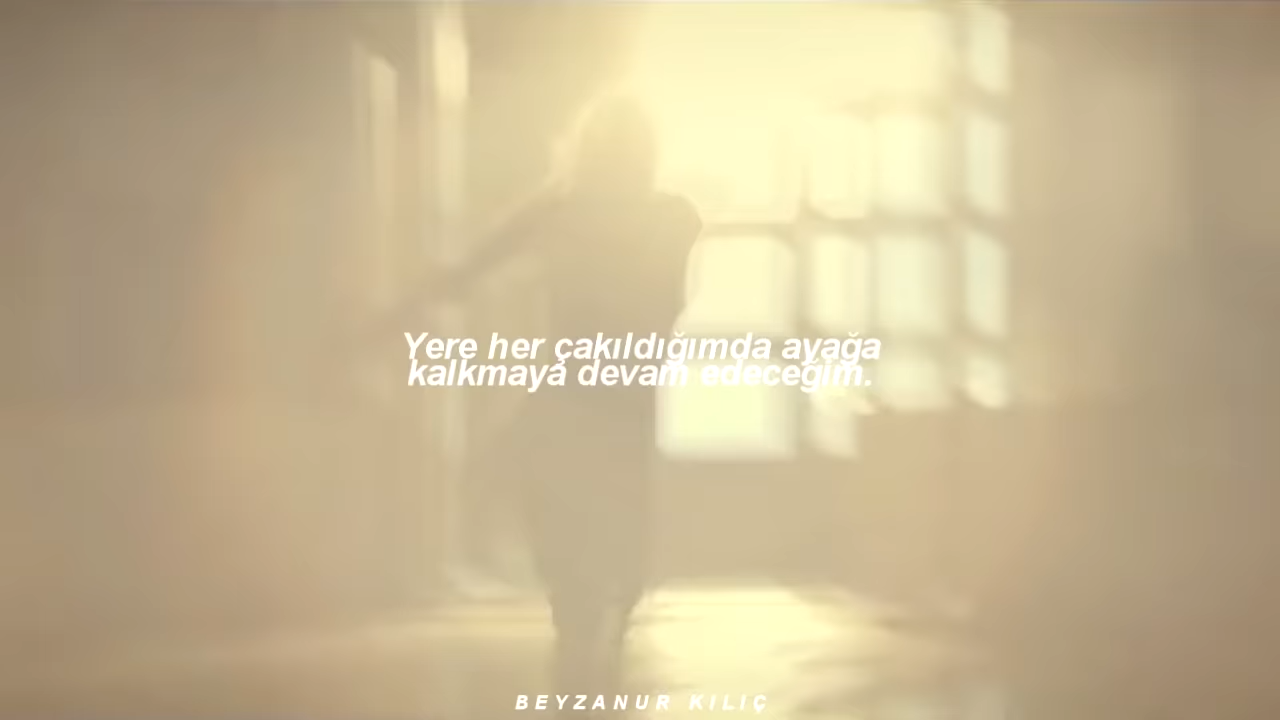 Yere her çakıldığımda ayağa
kalkmaya devam edeceğim.
BEYZANUR KILIÇ